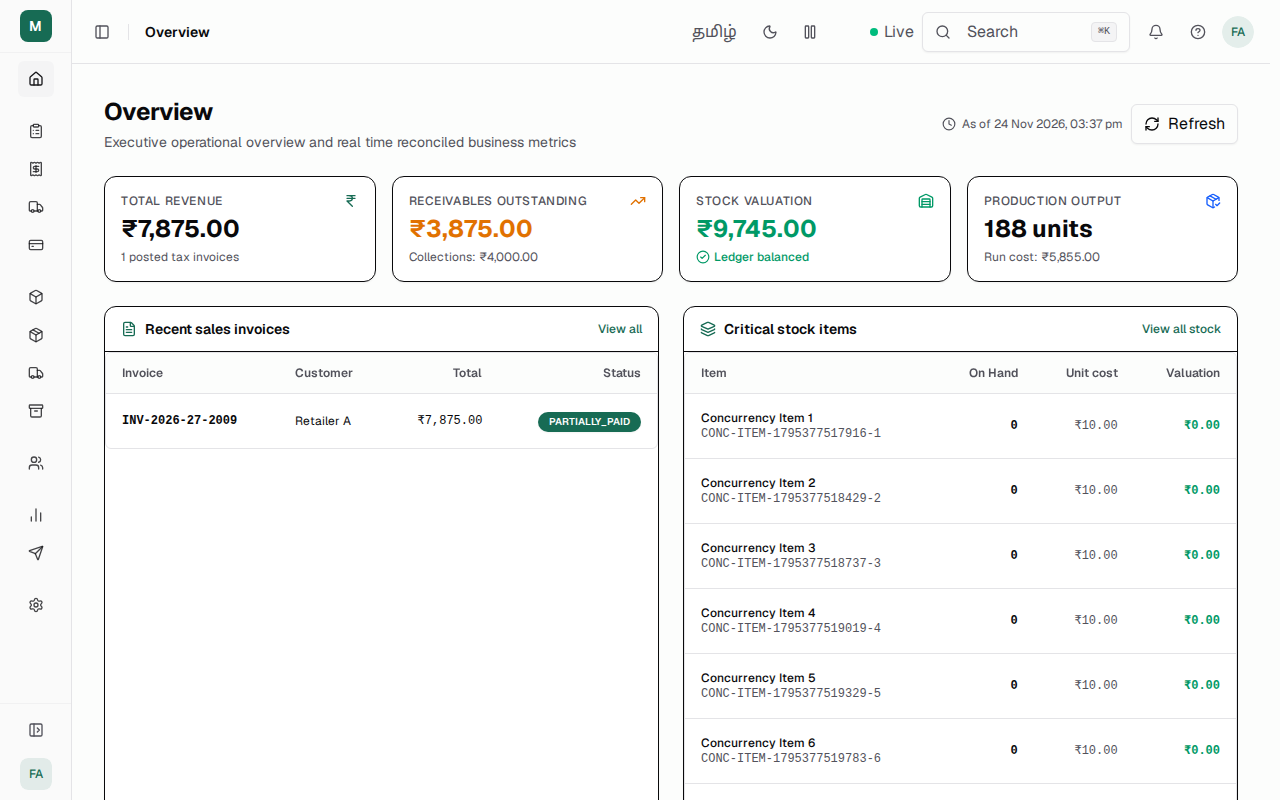 M
Overview
தமிழ்
Live
Search
⌘K
FA
Overview
Executive operational overview and real time reconciled business metrics
As of 24 Nov 2026, 03:37 pm
Refresh
TOTAL REVENUE
₹7,875.00
1 posted tax invoices
RECEIVABLES OUTSTANDING
₹3,875.00
Collections: ₹4,000.00
STOCK VALUATION
₹9,745.00
Ledger balanced
PRODUCTION OUTPUT
188 units
Run cost: ₹5,855.00
Recent sales invoices
View all
Invoice Customer Total Status
INV-2026-27-2009 Retailer A ₹7,875.00 PARTIALLY_PAID
Critical stock items
View all stock
Item On Hand Unit cost Valuation
Concurrency Item 1
CONC-ITEM-1795377517916-1
0 ₹10.00 ₹0.00
Concurrency Item 2
CONC-ITEM-1795377518429-2
0 ₹10.00 ₹0.00
Concurrency Item 3
CONC-ITEM-1795377518737-3
0 ₹10.00 ₹0.00
Concurrency Item 4
CONC-ITEM-1795377519019-4
0 ₹10.00 ₹0.00
Concurrency Item 5
CONC-ITEM-1795377519329-5
0 ₹10.00 ₹0.00
Concurrency Item 6
CONC-ITEM-1795377519783-6
0 ₹10.00 ₹0.00
FA